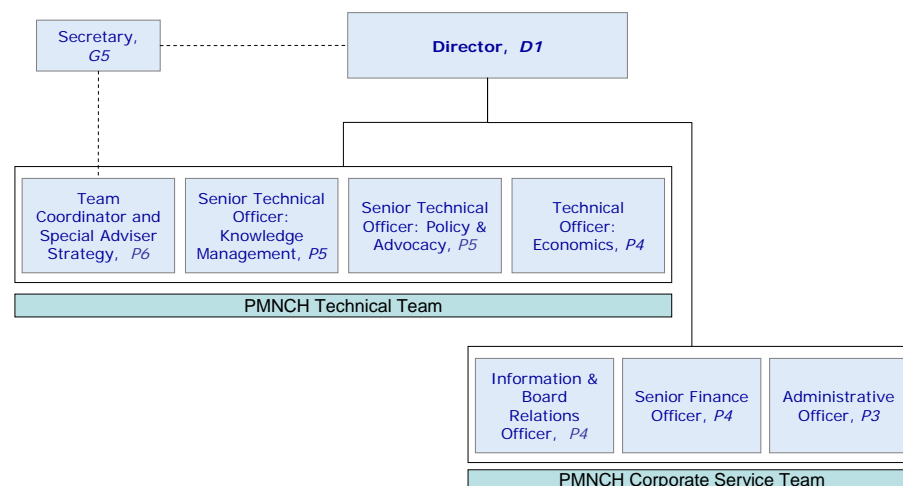 Secretary,
G5
Director, D1
Team
Coordinator and
Special Adviser
Strategy, P6
Senior Technical
Officer:
Knowledge
Management, P5
Senior Technical
Officer: Policy &
Advocacy, P5
Technical
Officer:
Economics, P4
PMNCH Technical Team
Information &
Board
Relations
Officer, P4
Senior Finance
Officer, P4
Administrative
Officer, P3
PMNCH Corporate Service Team